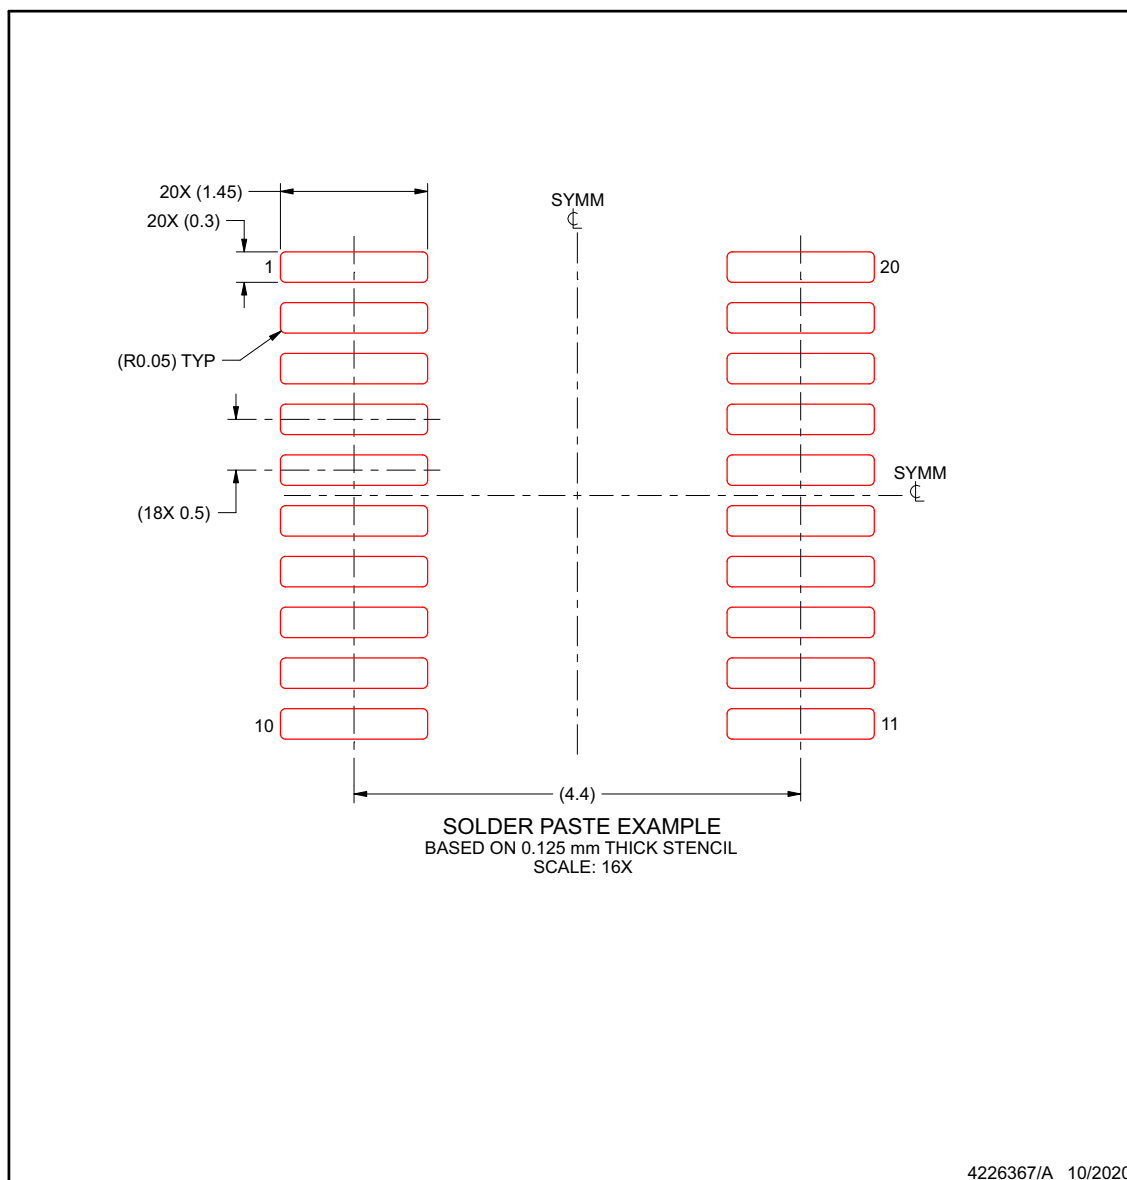 20X (1.45)
SYMM
20X (0.3)
1
20
(R0.05) TYP
SYMM
(18X 0.5)
10
11
(4.4)
SOLDER PASTE EXAMPLE
BASED ON 0.125 mm THICK STENCIL
SCALE: 16X
4226367/A 10/2020